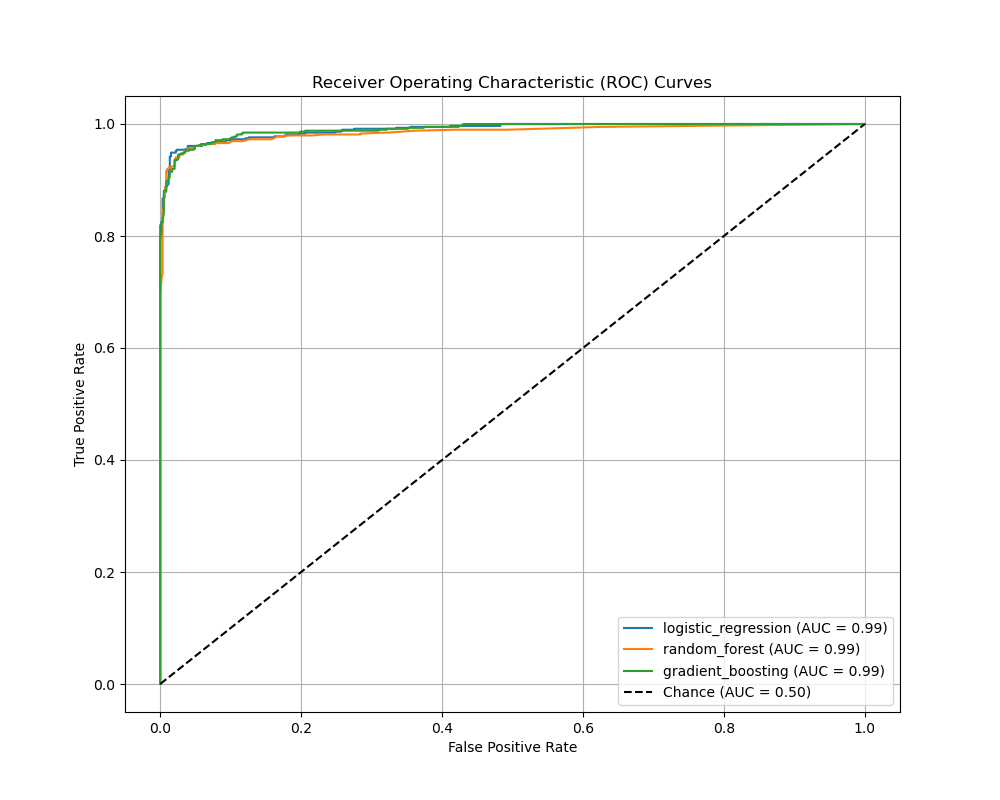 Receiver Operating Characteristic (ROC) Curves
True Positive Rate
1.0
0.8
0.6
0.4
0.2
0.0
logistic_regression (AUC = 0.99)
random_forest (AUC = 0.99)
gradient_boosting (AUC = 0.99)
Chance (AUC = 0.50)
0.0 0.2 0.4 0.6 0.8 1.0
False Positive Rate